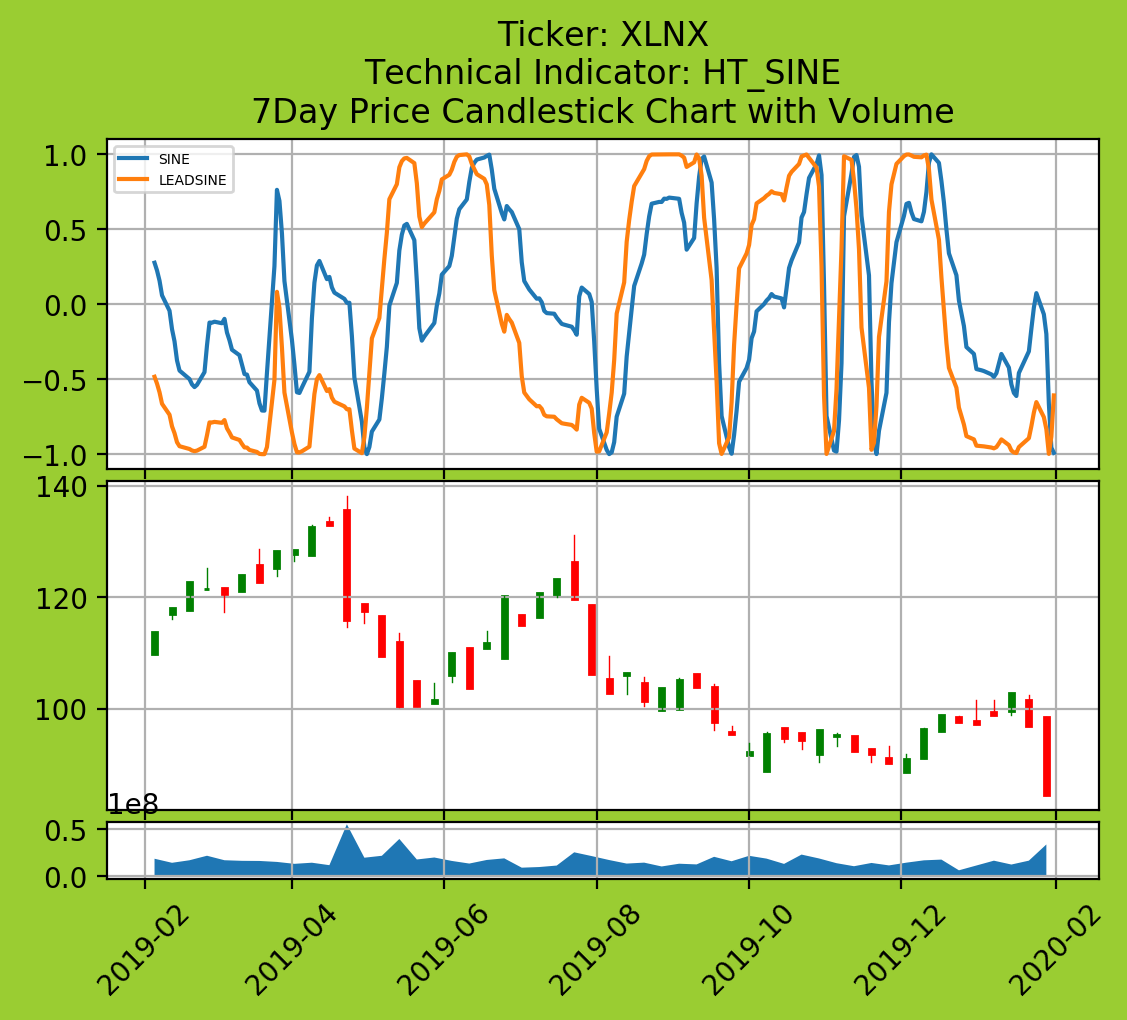 Ticker: XLNX
Technical Indicator: HT_SINE
7Day Price Candlestick Chart with Volume
SINE
LEADSINE
1.0
0.5
0.0
−0.5
−1.0
140
120
100
1e8
0.5
0.0
2019-02
2019-04
2019-06
2019-08
2019-10
2019-12
2020-02